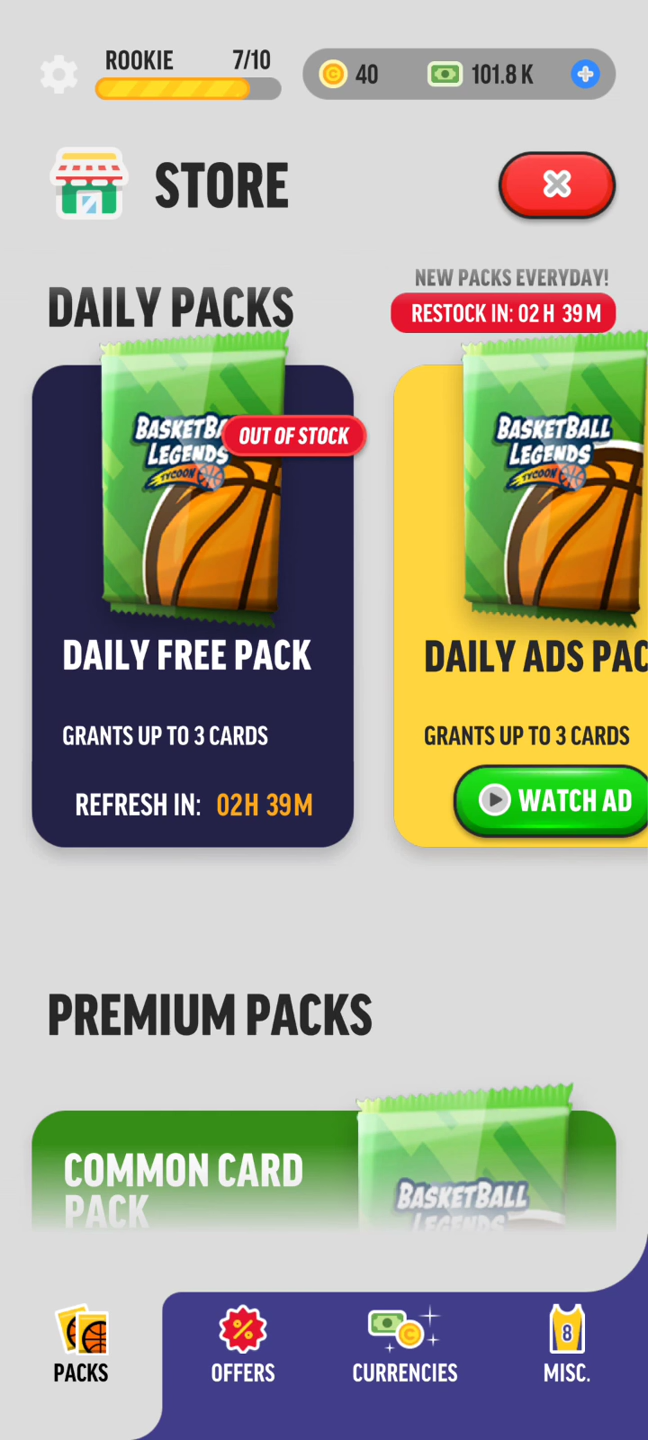 ROOKIE 7/10
40
101.8 K
STORE
NEW PACKS EVERYDAY!
DAILY PACKS
RESTOCK IN: 02 H 39 M
BASKETBA
LEGENDS
TYCOON
OUT OF STOCK
DAILY FREE PACK
GRANTS UP TO 3 CARDS
REFRESH IN: 02H 39M
BASKETBALL
LEGENDS
TYCOON
DAILY ADS PAC
GRANTS UP TO 3 CARDS
WATCH AD
PREMIUM PACKS
COMMON CARD
PACK
BASKETBALL
LEGENDS
PACKS
OFFERS
CURRENCIES
8
MISC.